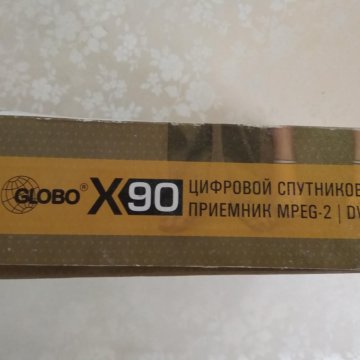 GLOBO® X90
ЦИФРОВОЙ СПУТНИКОВ
ПРИЕМНИК MPEG-2 | DV